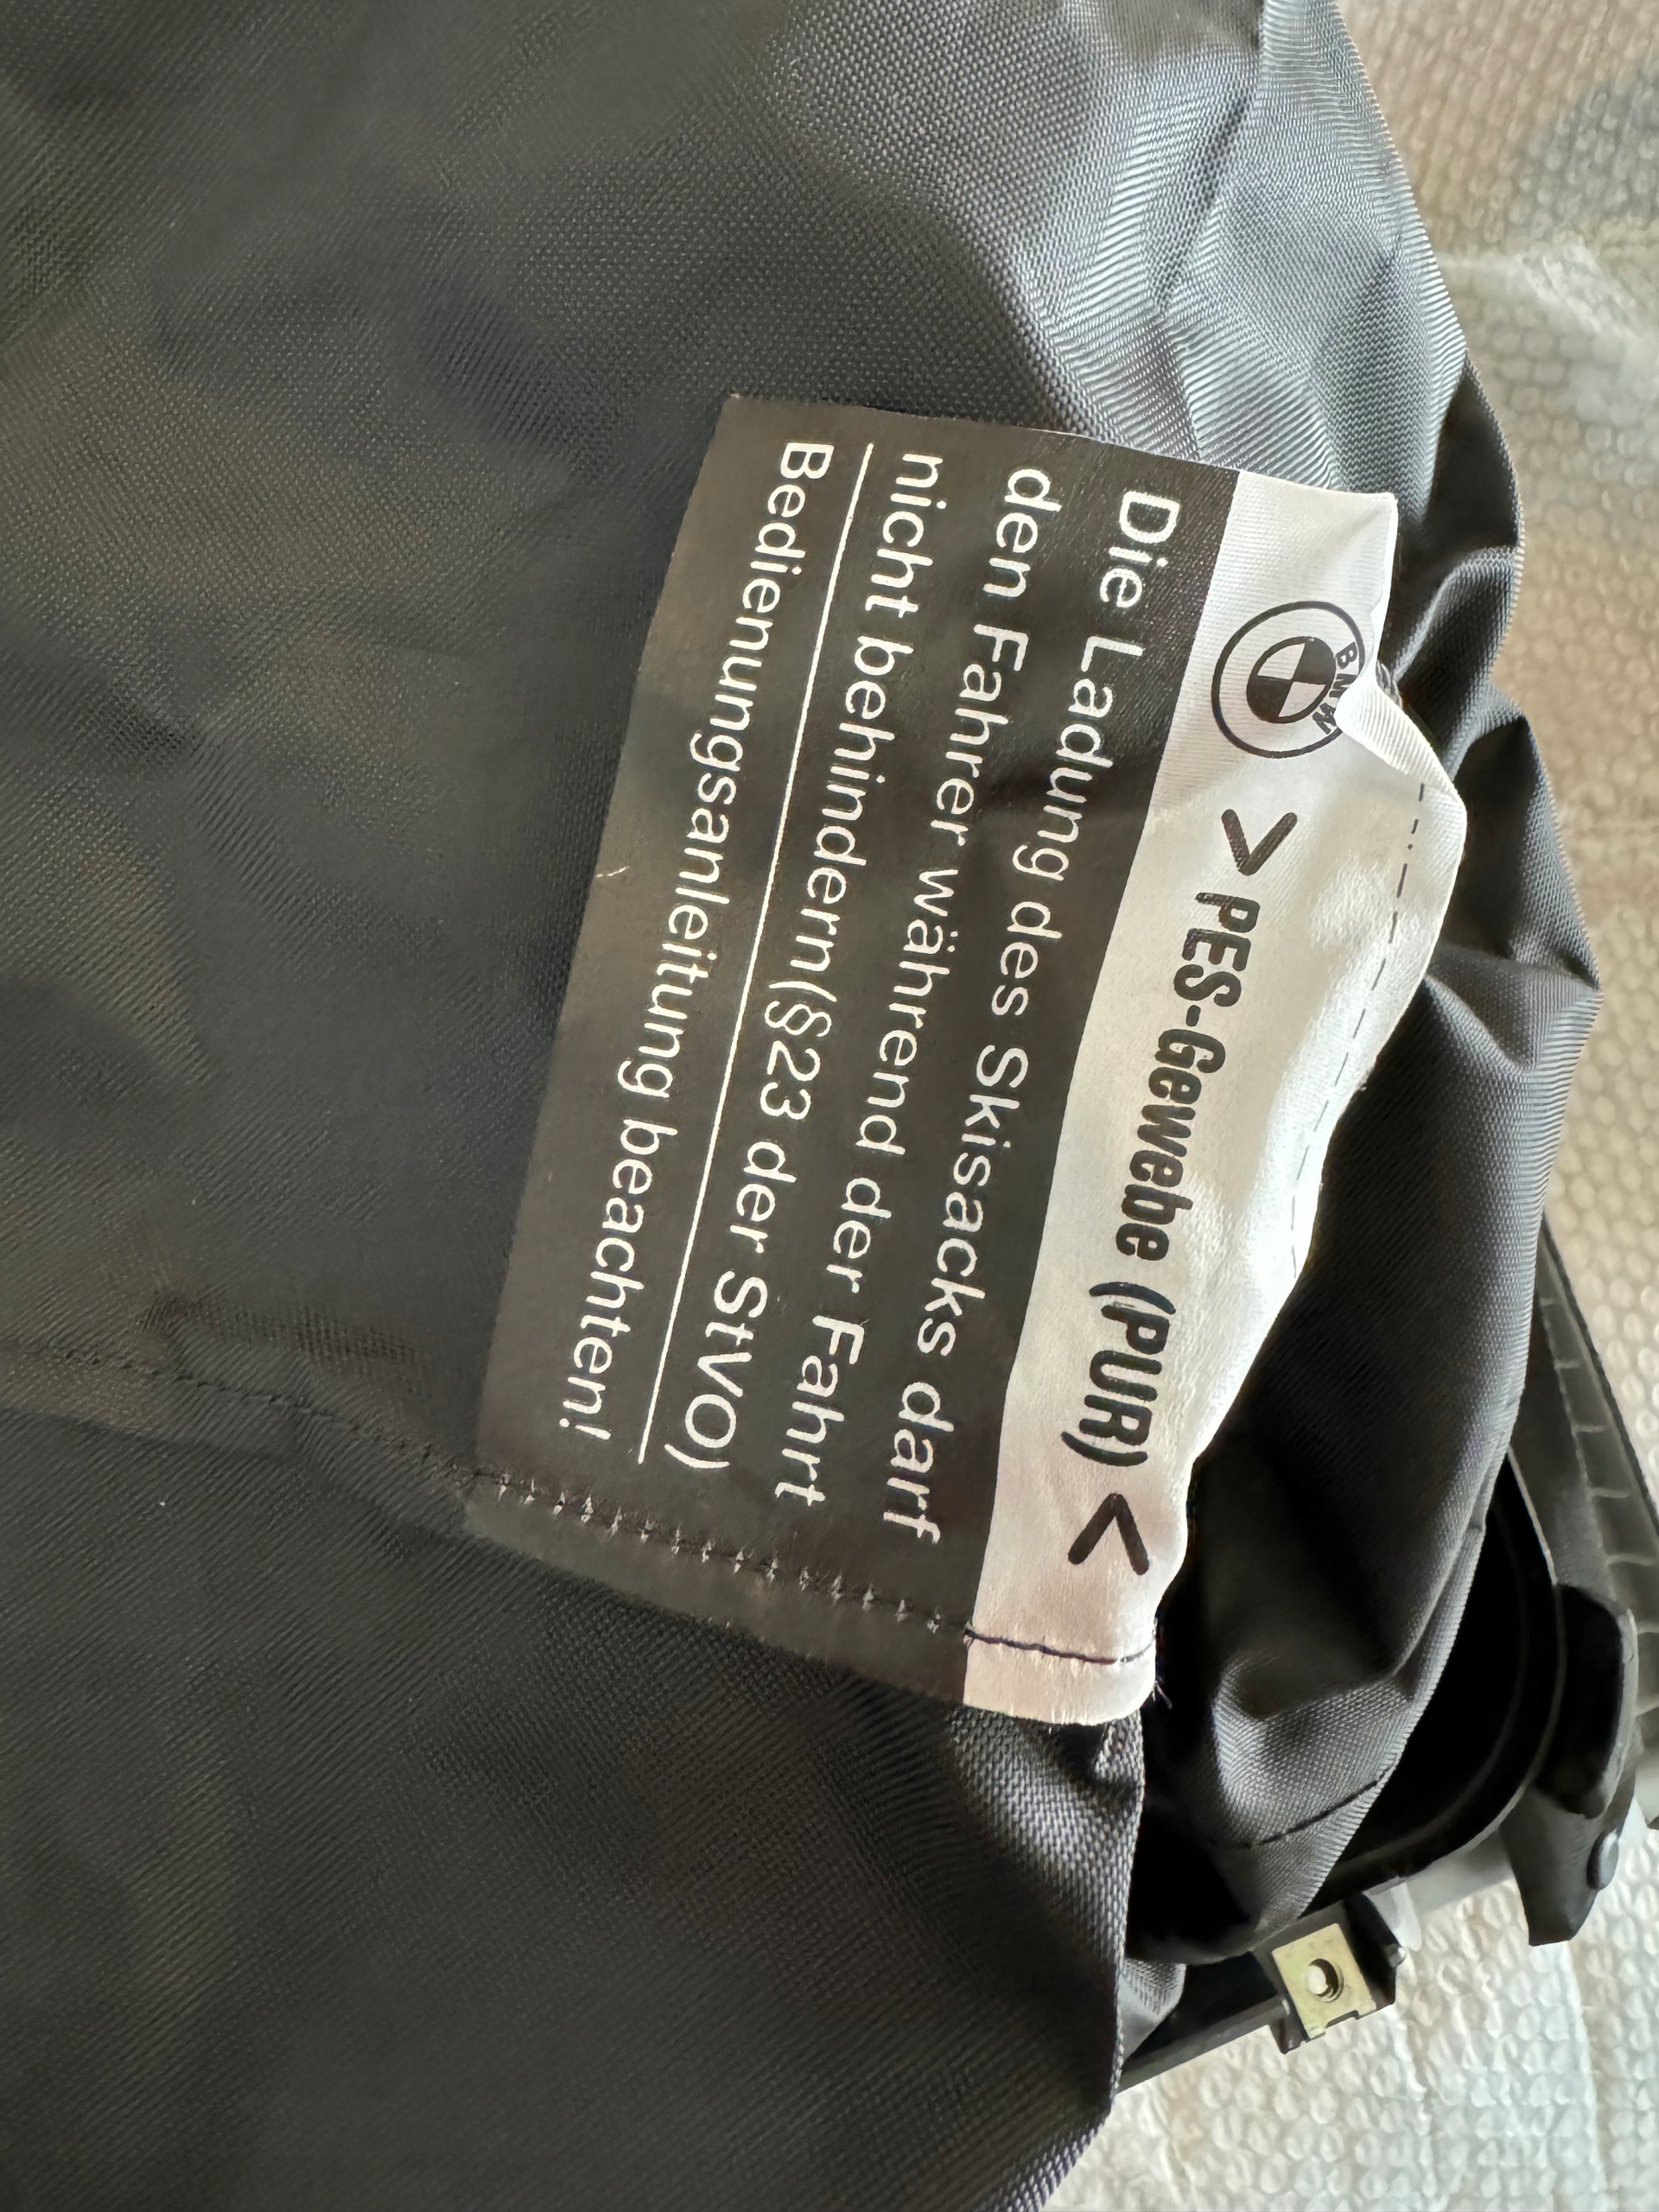 BMW
> PES-Gewebe (PUR) <
Die Ladung des Skisacks darf
den Fahrer während der Fahrt
nicht behindern(§23 der StVO)
Bedienungsanleitung beachten!